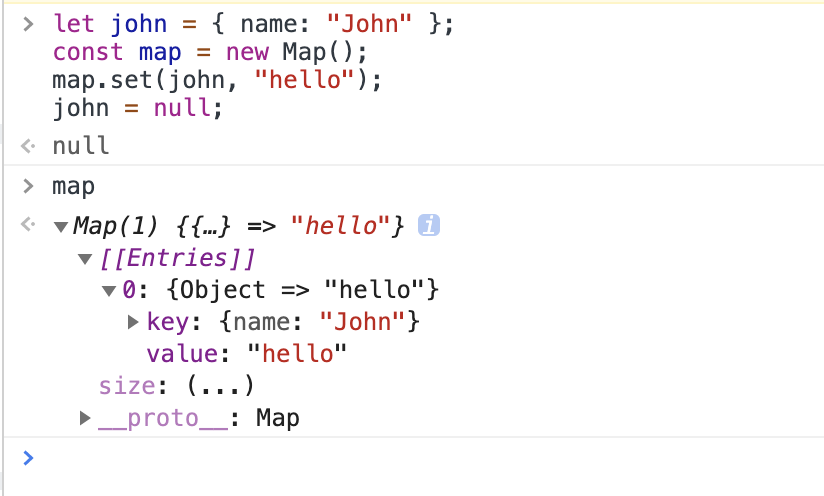 let john = { name: "John" };
const map = new Map();
map.set(john, "hello");
john = null;
null
map
Map(1) {{…} => "hello"} i
[[Entries]]
0: {Object => "hello"}
key: {name: "John"}
value: "hello"
size: (...)
__proto__: Map